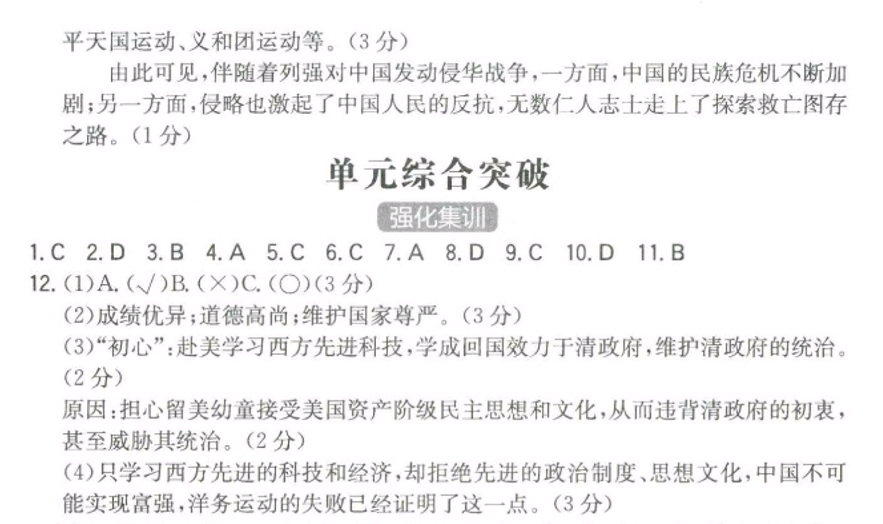 平天国运动、义和团运动等。(3分)
由此可见,伴随着列强对中国发动侵华战争,一方面,中国的民族危机不断加
剧;另一方面,侵略也激起了中国人民的反抗,无数仁人志士走上了探索救亡图存
之路。(1分)
单元综合突破
强化集训
1. C 2. D 3. B 4. A 5. C 6. C 7. A 8. D 9. C 10. D 11. B
12. (1)A. (√)B. (×)C. (○)(3分)
(2)成绩优异;道德高尚;维护国家尊严。(3分)
(3)“初心”:赴美学习西方先进科技,学成回国效力于清政府,维护清政府的统治。
(2分)
原因:担心留美幼童接受美国资产阶级民主思想和文化,从而违背清政府的初衷,
甚至威胁其统治。(2分)
(4)只学习西方先进的科技和经济,却拒绝先进的政治制度、思想文化,中国不可
能实现富强,洋务运动的失败已经证明了这一点。(3分)